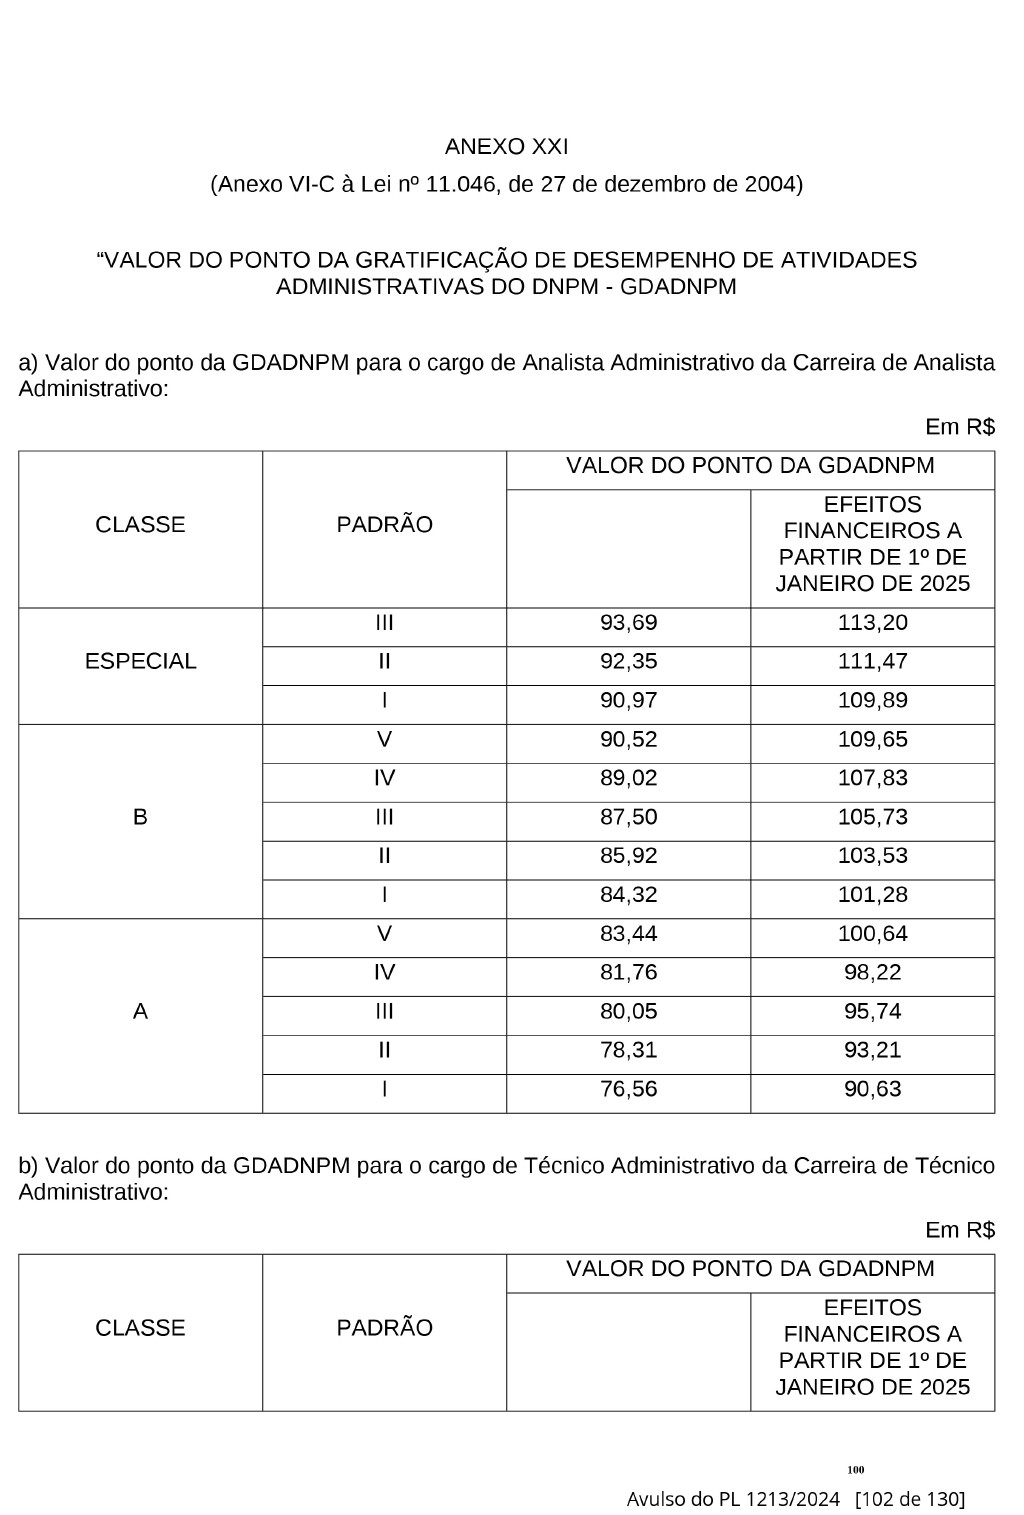 ANEXO XXI
(Anexo VI-C à Lei nº 11.046, de 27 de dezembro de 2004)
“VALOR DO PONTO DA GRATIFICAÇÃO DE DESEMPENHO DE ATIVIDADES
ADMINISTRATIVAS DO DNPM - GDADNPM
a) Valor do ponto da GDADNPM para o cargo de Analista Administrativo da Carreira de Analista
Administrativo:
Em R$
CLASSE PADRÃO VALOR DO PONTO DA GDADNPM
EFEITOS
FINANCEIROS A
PARTIR DE 1º DE
JANEIRO DE 2025
ESPECIAL III 93,69 113,20
II 92,35 111,47
I 90,97 109,89
B V 90,52 109,65
IV 89,02 107,83
III 87,50 105,73
II 85,92 103,53
I 84,32 101,28
A V 83,44 100,64
IV 81,76 98,22
III 80,05 95,74
II 78,31 93,21
I 76,56 90,63
b) Valor do ponto da GDADNPM para o cargo de Técnico Administrativo da Carreira de Técnico
Administrativo:
Em R$
CLASSE PADRÃO VALOR DO PONTO DA GDADNPM
EFEITOS
FINANCEIROS A
PARTIR DE 1º DE
JANEIRO DE 2025
100
Avulso do PL 1213/2024 [102 de 130]